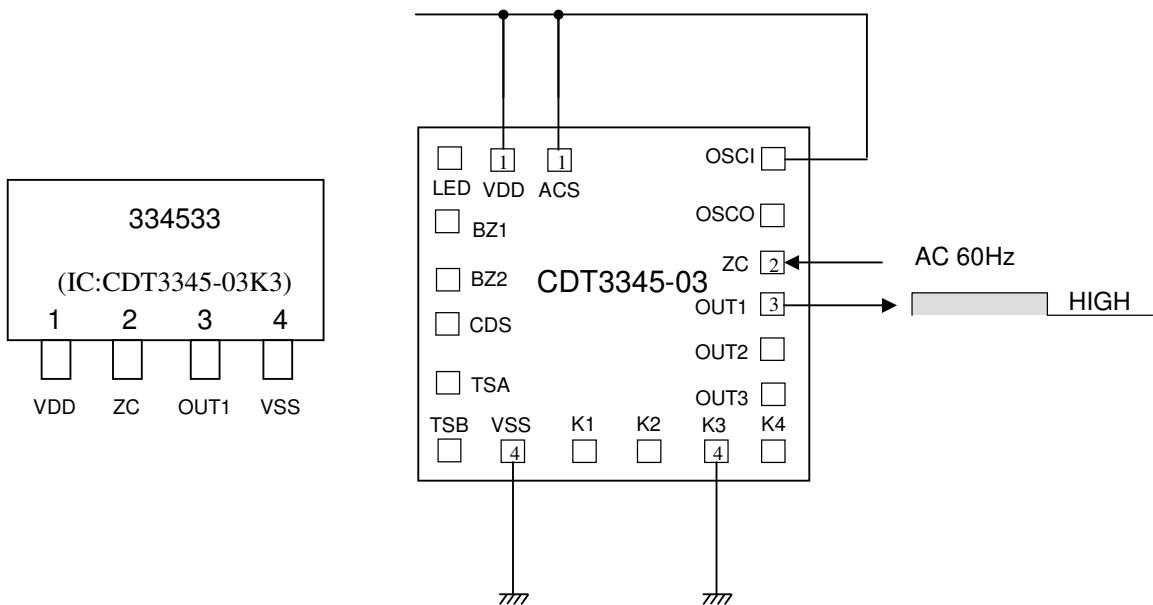 334533
(IC:CDT3345-03K3)
1 2 3 4
VDD ZC OUT1 VSS
1 1 OSCI
LED VDD ACS
BZ1 OSCO
ZC 2 AC 60Hz
BZ2 CDT3345-03
OUT1 3 HIGH
CDS
OUT2
TSA
OUT3
TSB VSS K1 K2 K3 K4
4 4